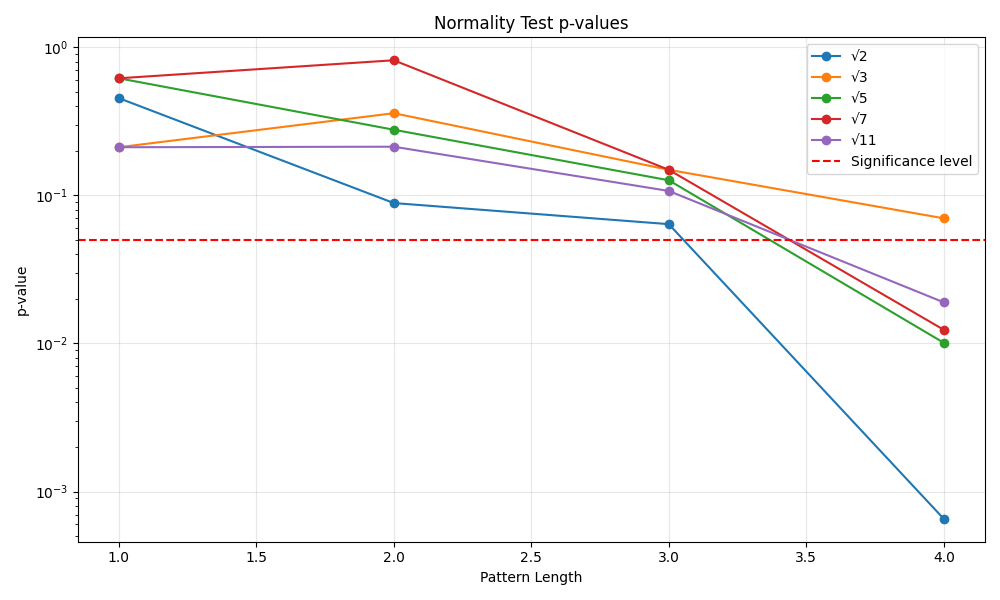 Normality Test p-values
p-value
10⁰
10⁻¹
10⁻²
10⁻³
√2
√3
√5
√7
√11
Significance level
1.0 1.5 2.0 2.5 3.0 3.5 4.0
Pattern Length